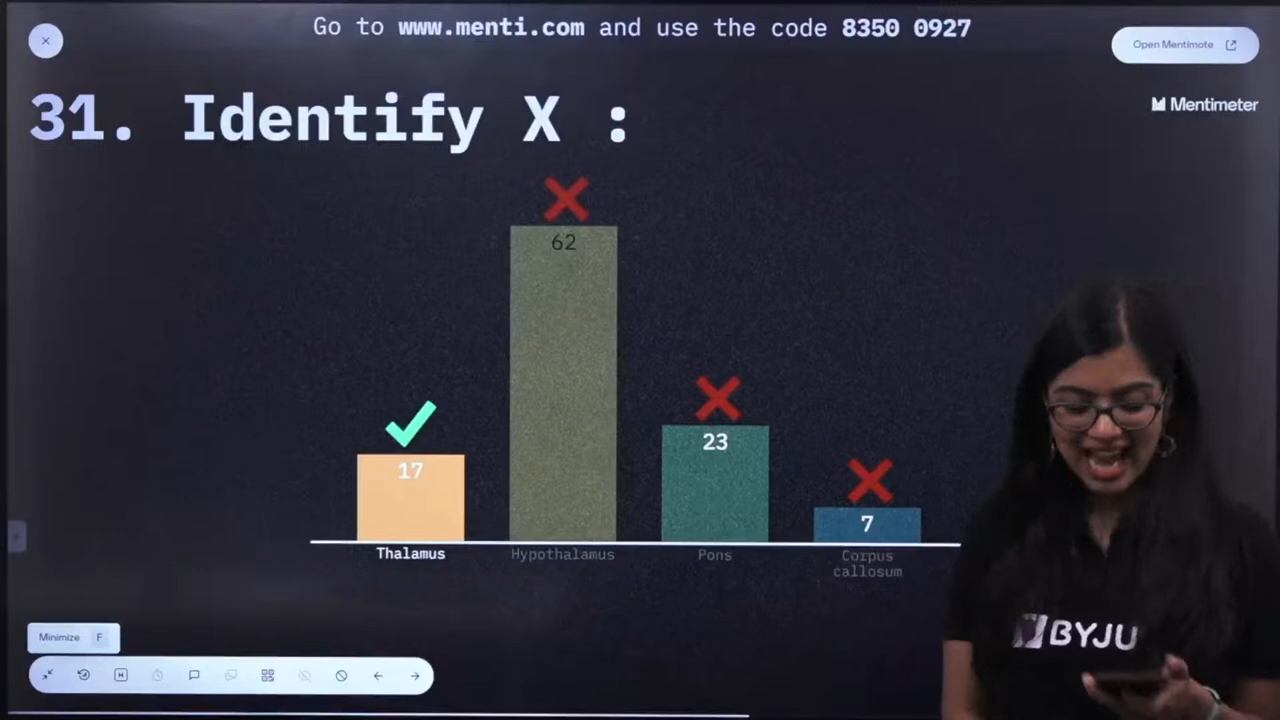 Go to www.menti.com and use the code 8350 0927
Open Mentimote
Mentimeter
31. Identify X :
62
17
23
7
Thalamus
Hypothalamus
Pons
Corpus
callosum
Minimize F
H
BYJU